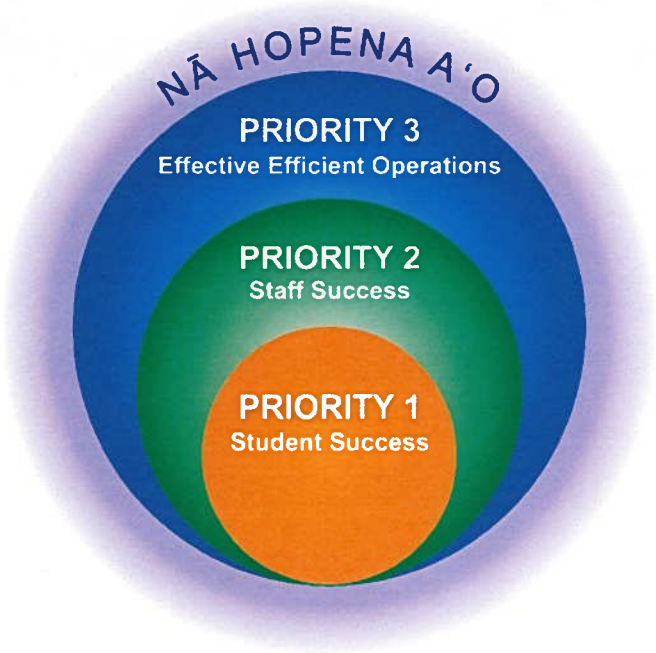 NĀ HOPENA A‘O
PRIORITY 3
Effective Efficient Operations
PRIORITY 2
Staff Success
PRIORITY 1
Student Success